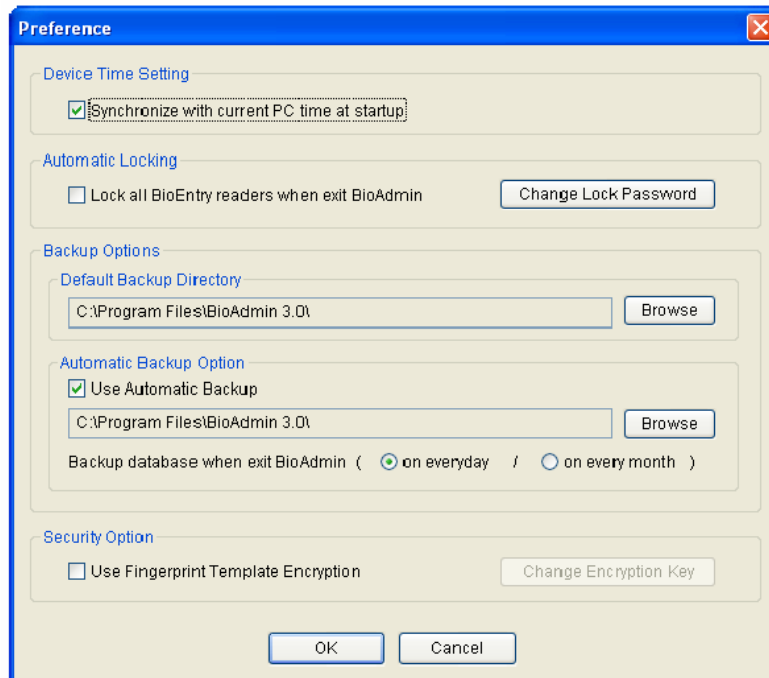 Preference
Device Time Setting
Synchronize with current PC time at startup
Automatic Locking
Lock all BioEntry readers when exit BioAdmin
Change Lock Password
Backup Options
Default Backup Directory
C:\Program Files\BioAdmin 3.0\
Browse
Automatic Backup Option
Use Automatic Backup
C:\Program Files\BioAdmin 3.0\
Browse
Backup database when exit BioAdmin ( on everyday / on every month )
Security Option
Use Fingerprint Template Encryption
Change Encryption Key
OK
Cancel